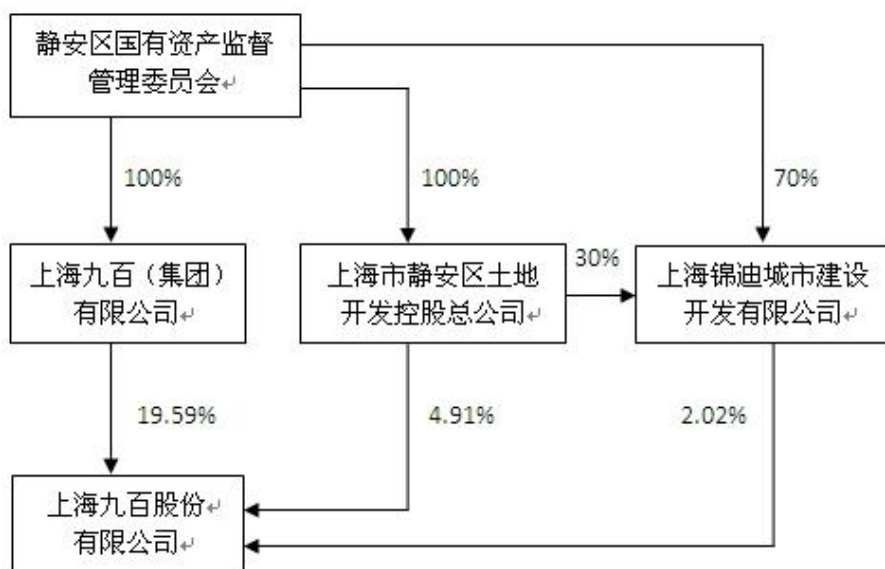 静安区国有资产监督
管理委员会↵
100%
100%
70%
上海九百（集团）
有限公司↵
上海市静安区土地
开发控股总公司↵
30%
上海锦迪城市建设
开发有限公司↵
19.59%
4.91%
2.02%
上海九百股份↵
有限公司↵